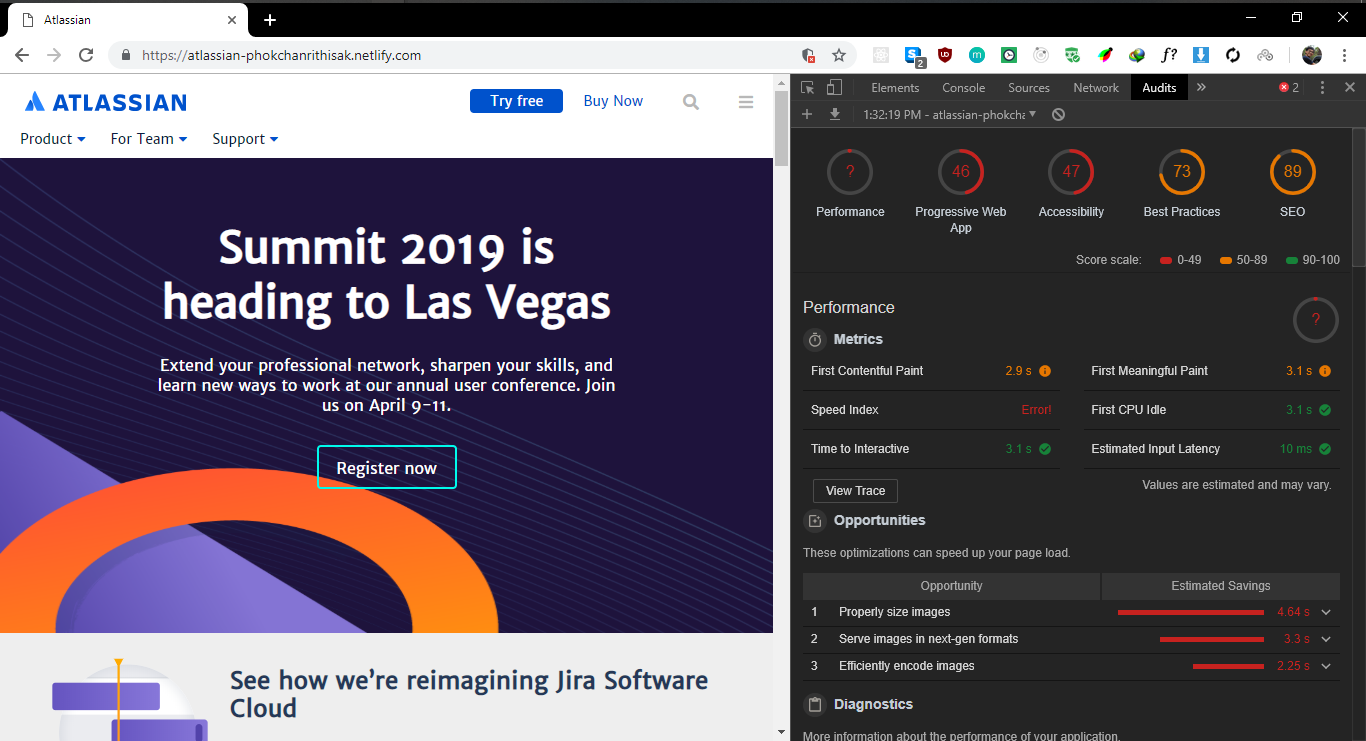 Atlassian
https://atlassian-phokchanrithisak.netlify.com
2
m
f?
ATLASSIAN
Try free
Buy Now
Product
For Team
Support
Summit 2019 is
heading to Las Vegas
Extend your professional network, sharpen your skills, and
learn new ways to work at our annual user conference. Join
us on April 9-11.
Register now
See how we’re reimagining Jira Software
Cloud
Elements Console Sources Network Audits » 2
1:32:19 PM - atlassian-phokcha
? 46 47 73 89
Performance Progressive Web App Accessibility Best Practices SEO
Score scale: 0-49 50-89 90-100
Performance
?
Metrics
First Contentful Paint 2.9 s First Meaningful Paint 3.1 s
Speed Index Error! First CPU Idle 3.1 s
Time to Interactive 3.1 s Estimated Input Latency 10 ms
View Trace Values are estimated and may vary.
Opportunities
These optimizations can speed up your page load.
Opportunity Estimated Savings
1 Properly size images 4.64 s
2 Serve images in next-gen formats 3.3 s
3 Efficiently encode images 2.25 s
Diagnostics
More information about the performance of your application.